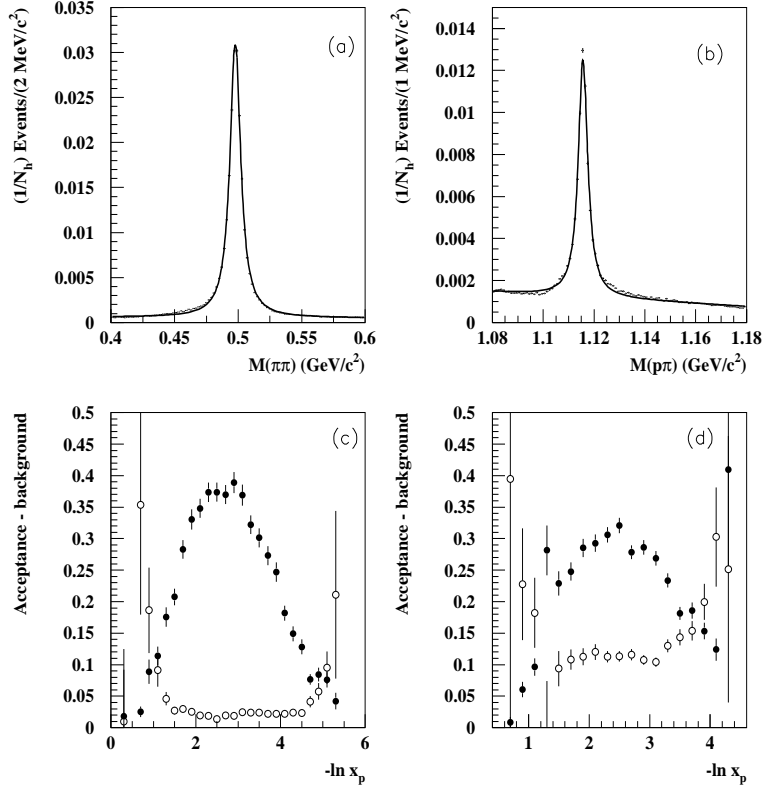 (1/N_h) Events/(2 MeV/c²)
0.035
0.03
0.025
0.02
0.015
0.01
0.005
0
(a)
0.4 0.45 0.5 0.55 0.6
M(ππ) (GeV/c²)
(1/N_h) Events/(1 MeV/c²)
0.014
0.012
0.01
0.008
0.006
0.004
0.002
0
(b)
1.08 1.1 1.12 1.14 1.16 1.18
M(pπ) (GeV/c²)
Acceptance - background
0.5
0.45
0.4
0.35
0.3
0.25
0.2
0.15
0.1
0.05
0
(c)
0 2 4 6
-ln x_p
Acceptance - background
0.5
0.45
0.4
0.35
0.3
0.25
0.2
0.15
0.1
0.05
0
(d)
1 2 3 4
-ln x_p